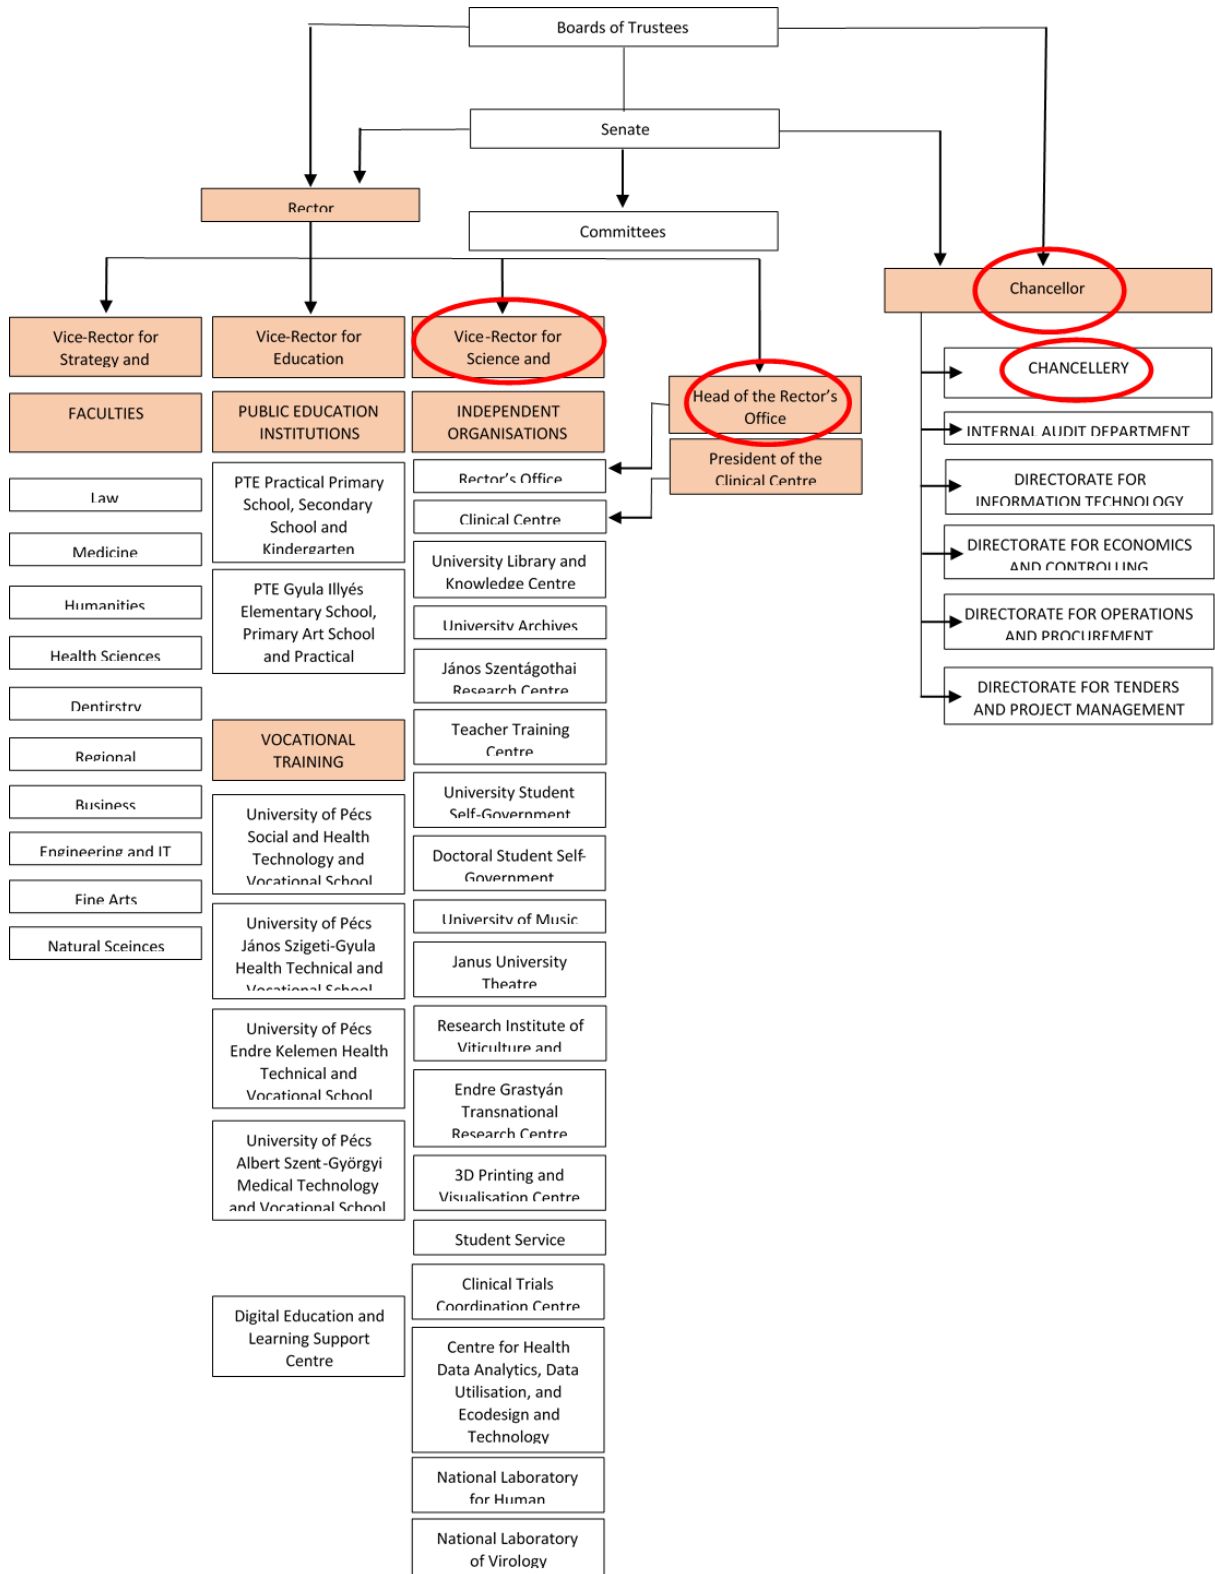 Boards of Trustees
Senate
Rector
Committees
Chancellor
Vice-Rector for
Strategy and
Vice-Rector for
Education
Vice-Rector for
Science and
Head of the Rector's
Office
President of the
Clinical Centre
CHANCELLERY
INTERNAL AUDIT DEPARTMENT
DIRECTORATE FOR
INFORMATION TECHNOLOGY
DIRECTORATE FOR ECONOMICS
AND CONTROLLING
DIRECTORATE FOR OPERATIONS
AND PROCUREMENT
DIRECTORATE FOR TENDERS
AND PROJECT MANAGEMENT
FACULTIES
Law
Medicine
Humanities
Health Sciences
Dentirstry
Regional
Business
Engineering and IT
Fine Arts
Natural Sceinces
PUBLIC EDUCATION
INSTITUTIONS
PTE Practical Primary
School, Secondary
School and
Kindergarten
PTE Gyula Illyés
Elementary School,
Primary Art School
and Practical
VOCATIONAL
TRAINING
University of Pécs
Social and Health
Technology and
Vocational School
University of Pécs
János Szigeti-Gyula
Health Technical and
Vocational School
University of Pécs
Endre Kelemen Health
Technical and
Vocational School
University of Pécs
Albert Szent-Györgyi
Medical Technology
and Vocational School
Digital Education and
Learning Support
Centre
INDEPENDENT
ORGANISATIONS
Rector's Office
Clinical Centre
University Library and
Knowledge Centre
University Archives
János Szentágothai
Research Centre
Teacher Training
Centre
University Student
Self-Government
Doctoral Student Self-
Government
University of Music
Janus University
Theatre
Research Institute of
Viticulture and
Endre Grastyán
Transnational
Research Centre
3D Printing and
Visualisation Centre
Student Service
Clinical Trials
Coordination Centre
Centre for Health
Data Analytics, Data
Utilisation, and
Ecodesign and
Technology
National Laboratory
for Human
National Laboratory
of Virology